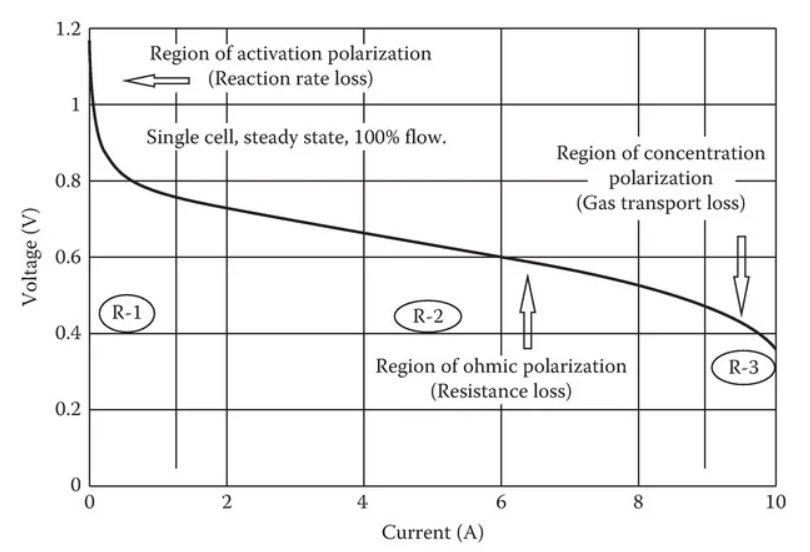 1.2
Region of activation polarization
(Reaction rate loss)
1
Single cell, steady state, 100% flow.
Region of concentration
polarization
(Gas transport loss)
0.8
Voltage (V)
0.6
R-1
R-2
0.4
Region of ohmic polarization
(Resistance loss)
R-3
0.2
0
0 2 4 6 8 10
Current (A)